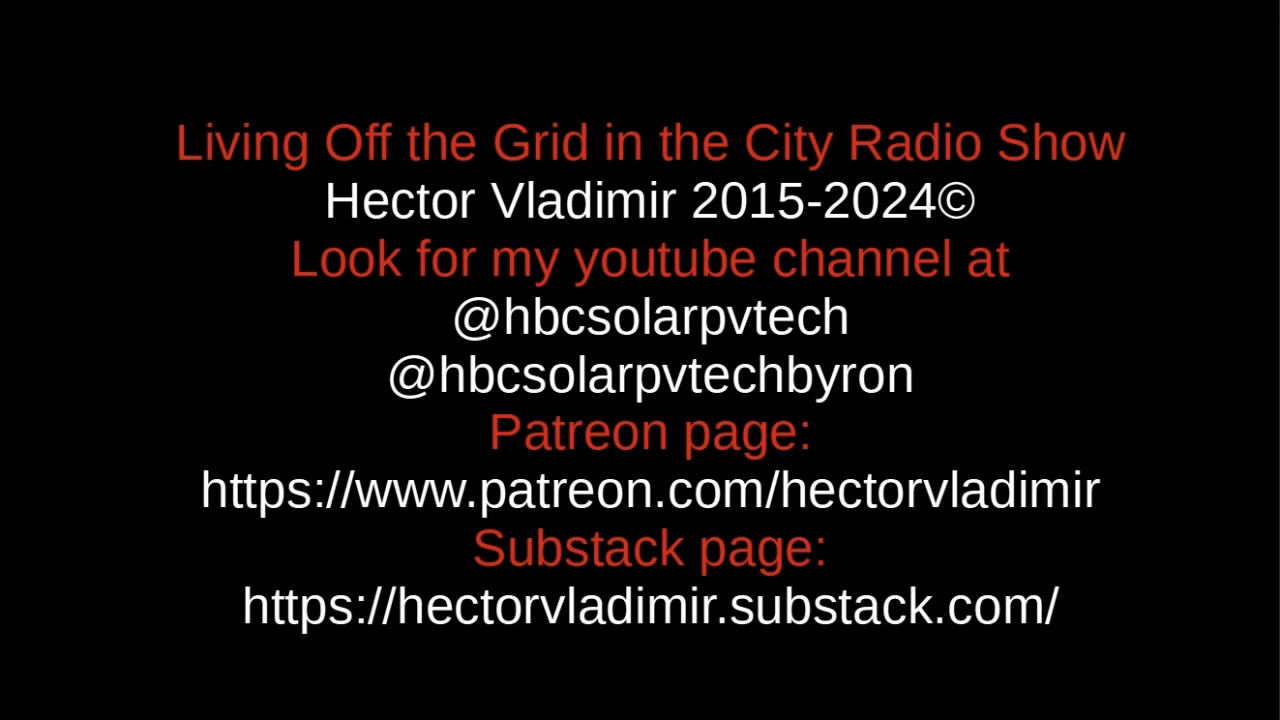 Living Off the Grid in the City Radio Show
Hector Vladimir 2015-2024©
Look for my youtube channel at
@hbcsolarpvtech
@hbcsolarpvtechbyron
Patreon page:
https://www.patreon.com/hectorvladimir
Substack page:
https://hectorvladimir.substack.com/